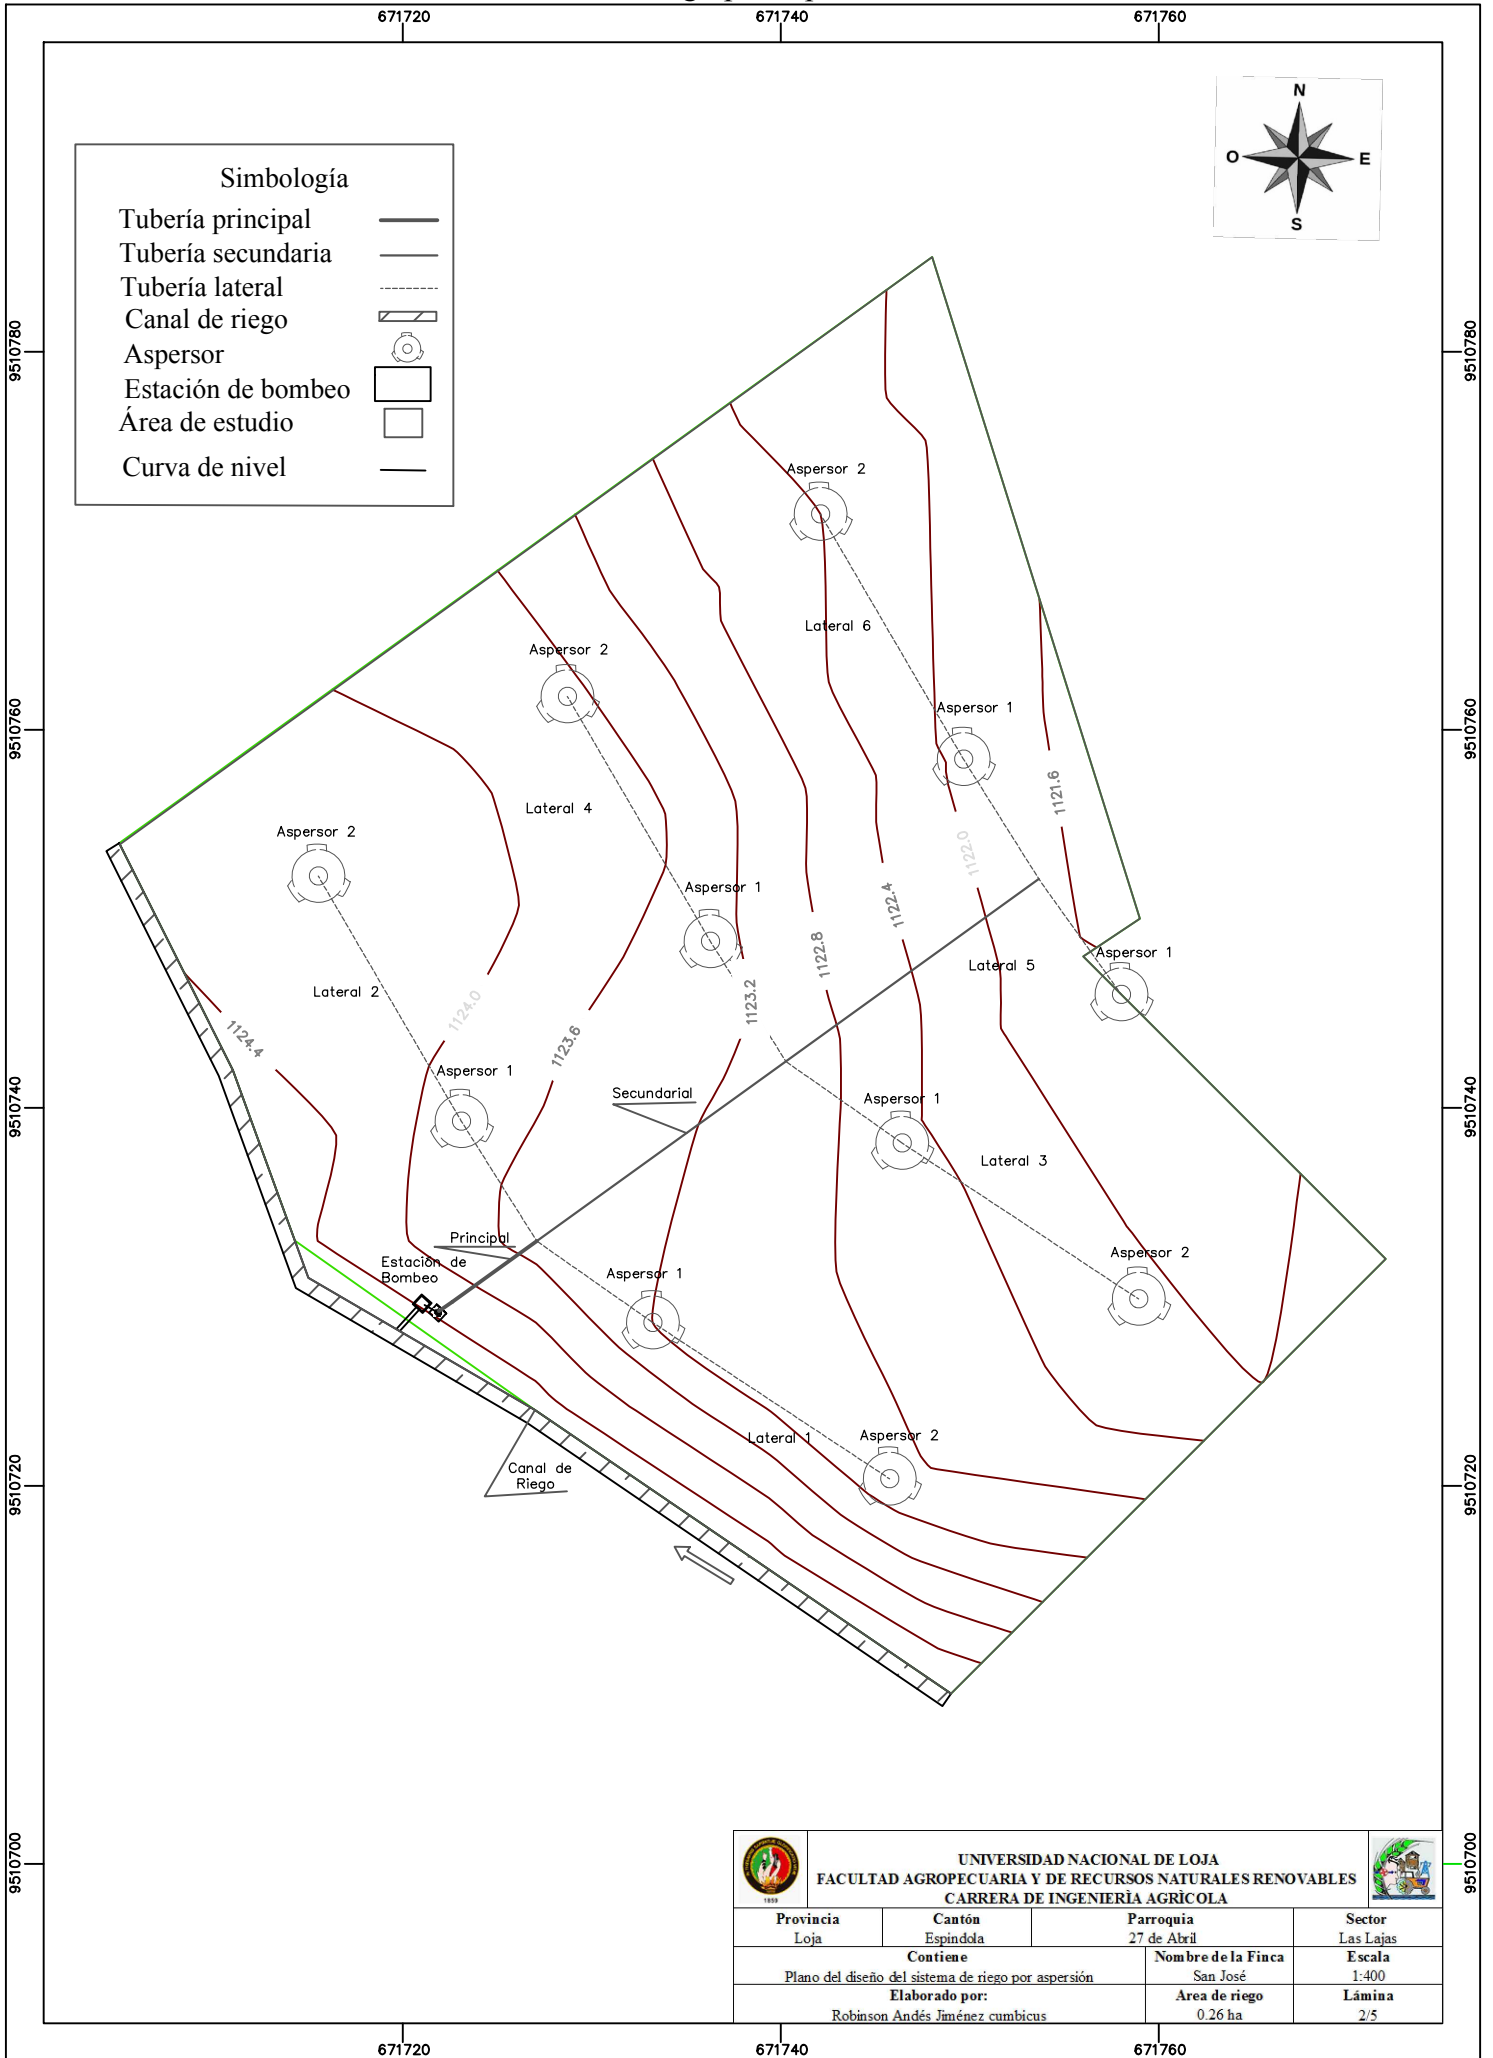 671720
671740
671760
N
O
E
S
Simbología
Tubería principal
Tubería secundaria
Tubería lateral
Canal de riego
Aspersor
Estación de bombeo
Área de estudio
Curva de nivel
9510780
9510780
Aspersor 2
Lateral 6
Aspersor 2
Aspersor 1
9510760
9510760
1121.6
Lateral 4
Aspersor 2
1122.0
Aspersor 1
1122.4
1122.8
Aspersor 1
Lateral 5
Lateral 2
1124.0
1123.2
1124.4
1123.6
Aspersor 1
Secundarial
Aspersor 1
9510740
9510740
Lateral 3
Principal
Estación de
Bombeo
Aspersor 1
Aspersor 2
Lateral 1
Aspersor 2
Canal de
Riego
9510720
9510720
9510700
9510700
1859
UNIVERSIDAD NACIONAL DE LOJA
FACULTAD AGROPECUARIA Y DE RECURSOS NATURALES RENOVABLES
CARRERA DE INGENIERÌA AGRÌCOLA
Provincia Cantón Parroquia Sector
Loja Espindola 27 de Abril Las Lajas
Contiene Nombre de la Finca Escala
Plano del diseño del sistema de riego por aspersión San José 1:400
Elaborado por: Area de riego Lámina
Robinson Andés Jiménez cumbicus 0.26 ha 2/5
671720
671740
671760